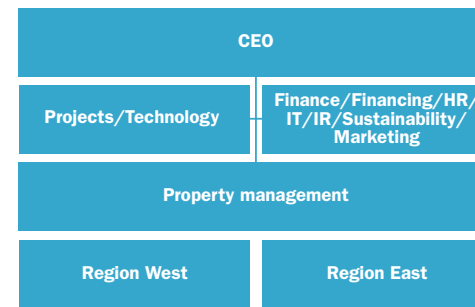 CEO
Projects/Technology
Finance/Financing/HR/
IT/IR/Sustainability/
Marketing
Property management
Region West
Region East